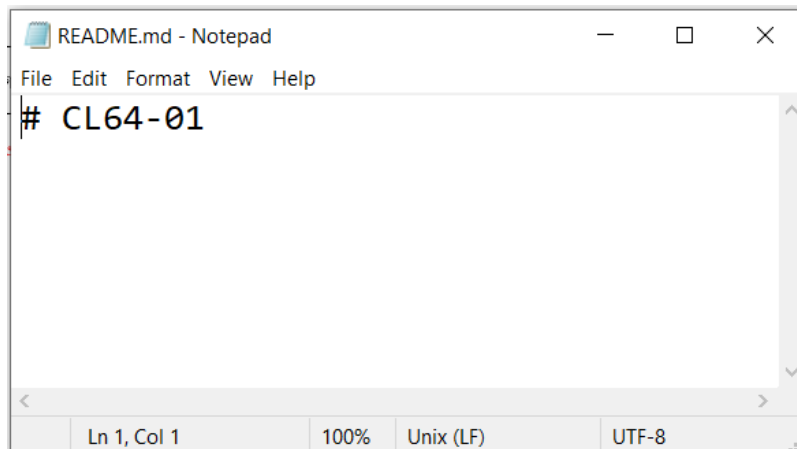 README.md - Notepad
File Edit Format View Help
# CL64-01
Ln 1, Col 1 100% Unix (LF) UTF-8